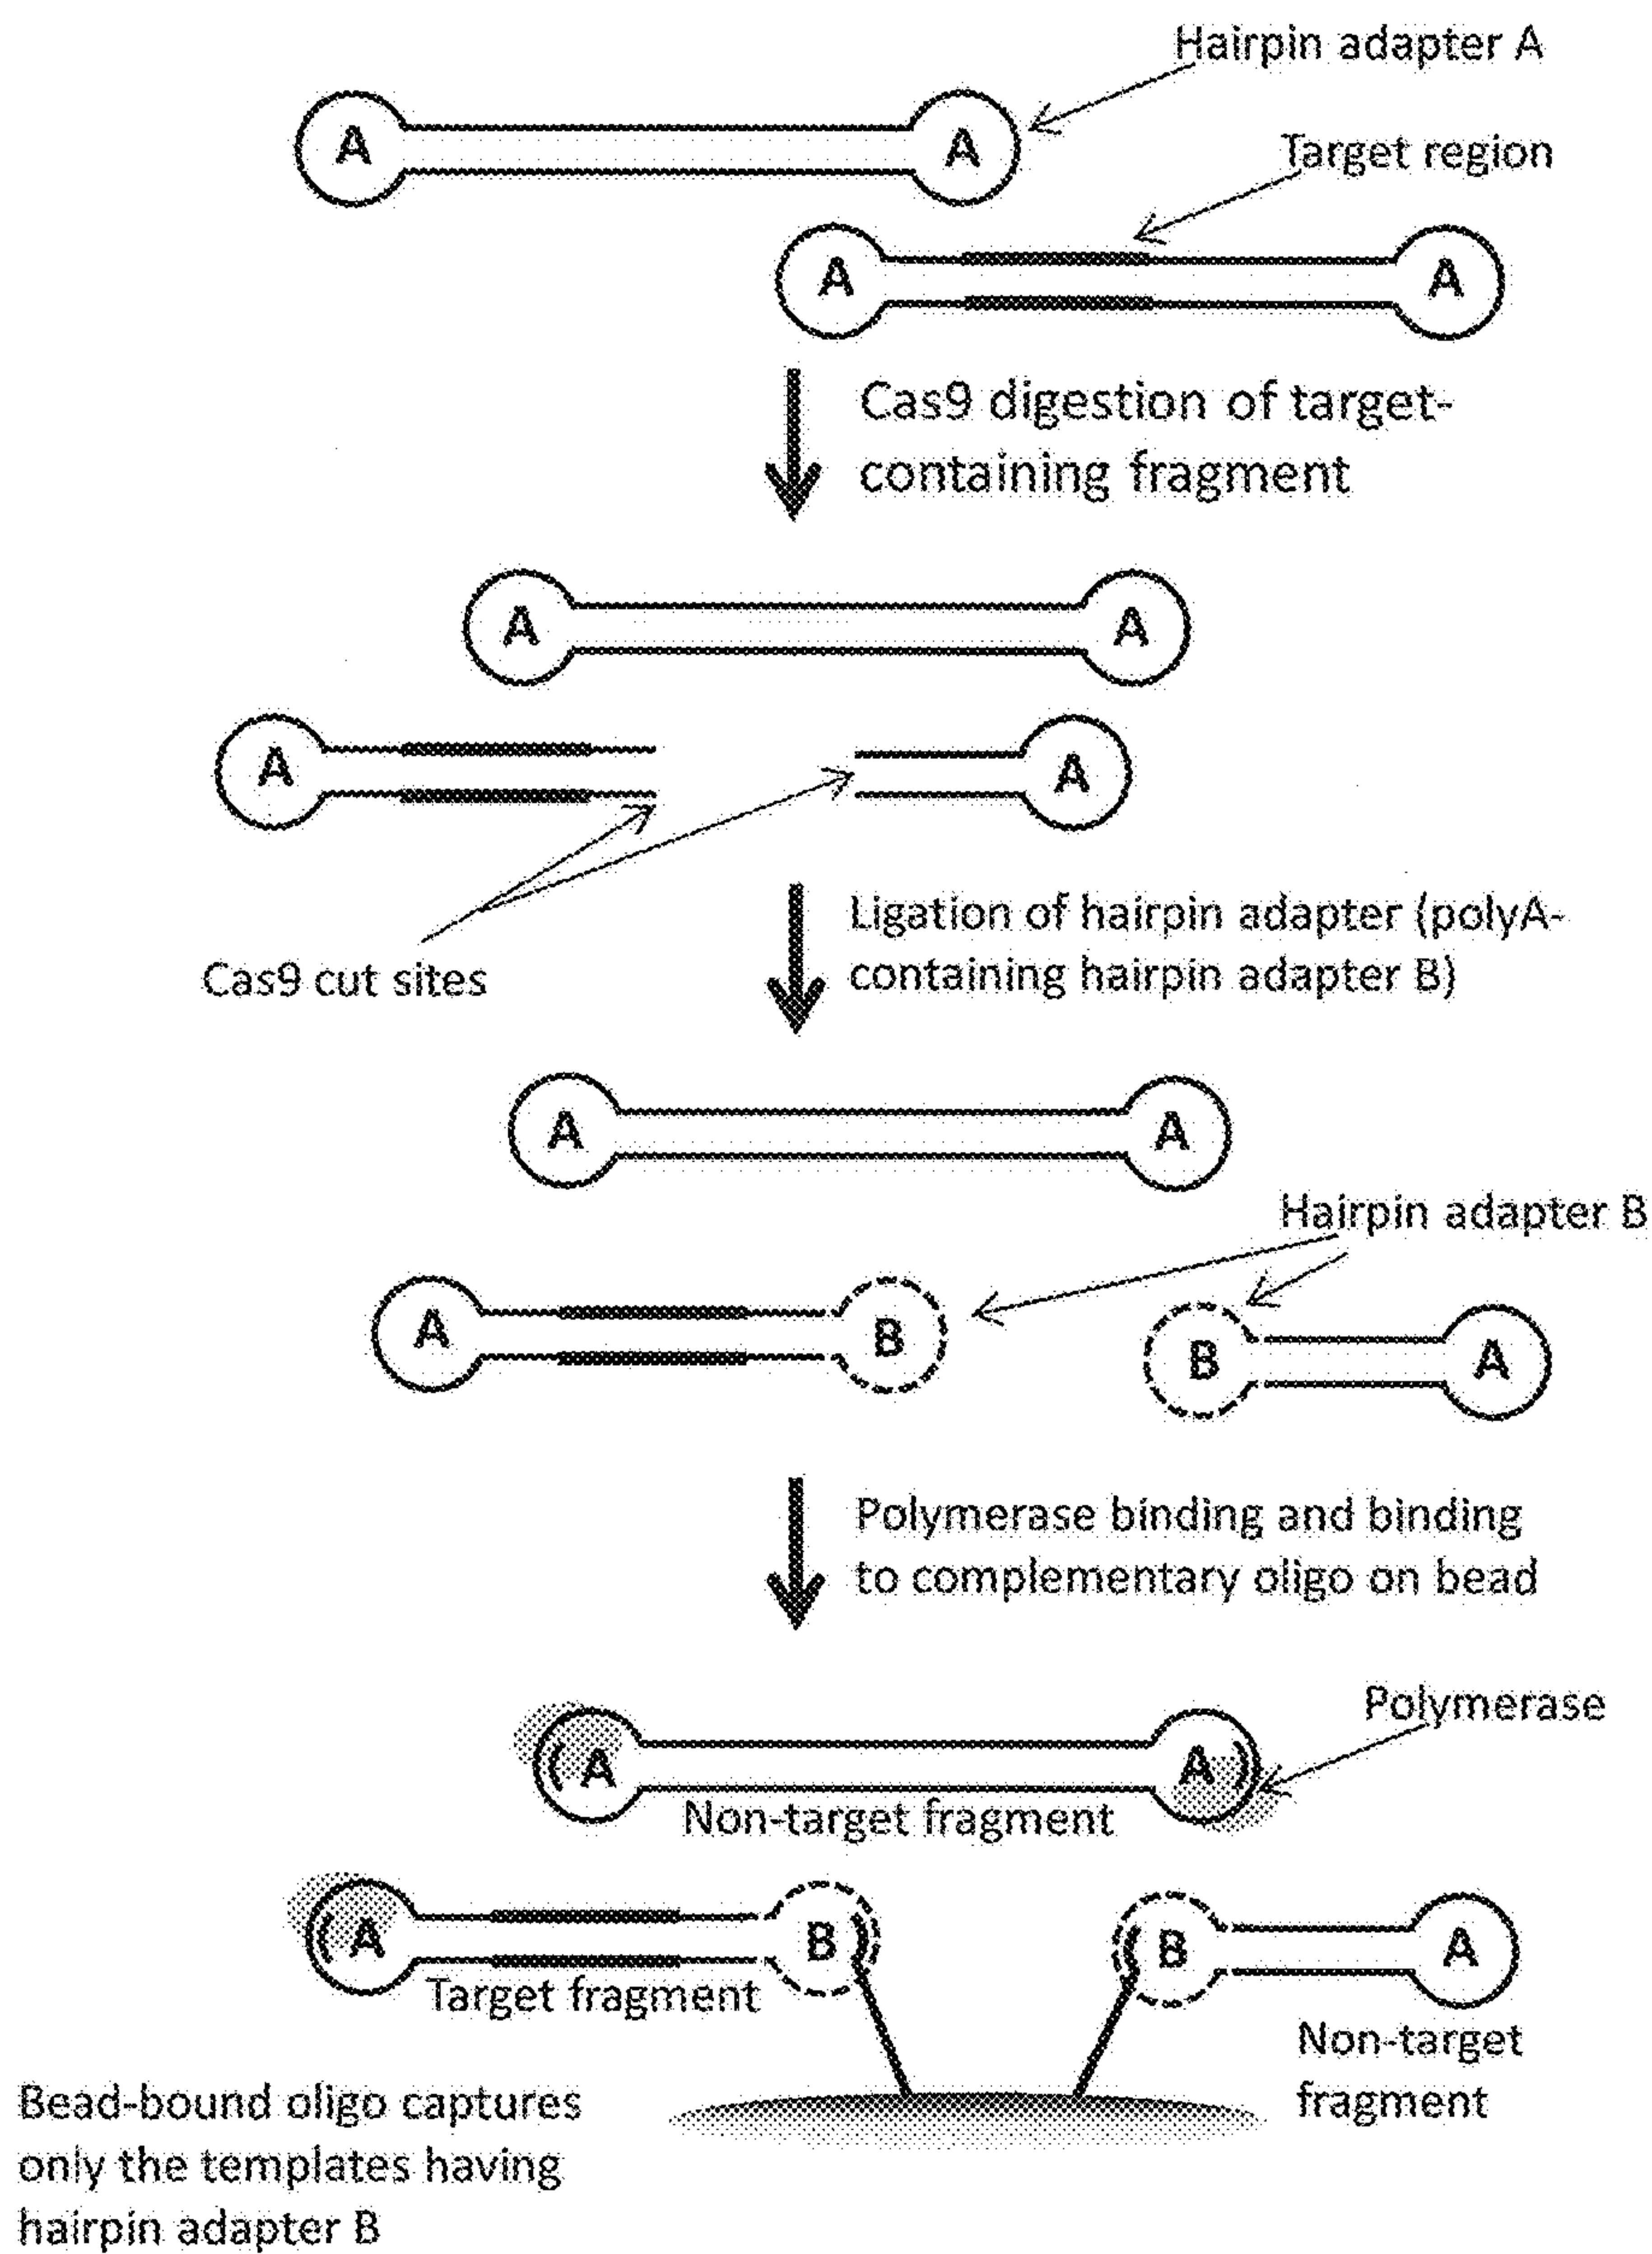 Hairpin adapter A
A
A
Target region
A
A
Cas9 digestion of target-
containing fragment
A
A
A
A
Cas9 cut sites
Ligation of hairpin adapter (polyA-
containing hairpin adapter B)
A
A
Hairpin adapter B
A
B
B
A
Polymerase binding and binding
to complementary oligo on bead
Polymerase
A
A
Non-target fragment
A
B
B
A
Target fragment
Non-target
fragment
Bead-bound oligo captures
only the templates having
hairpin adapter B